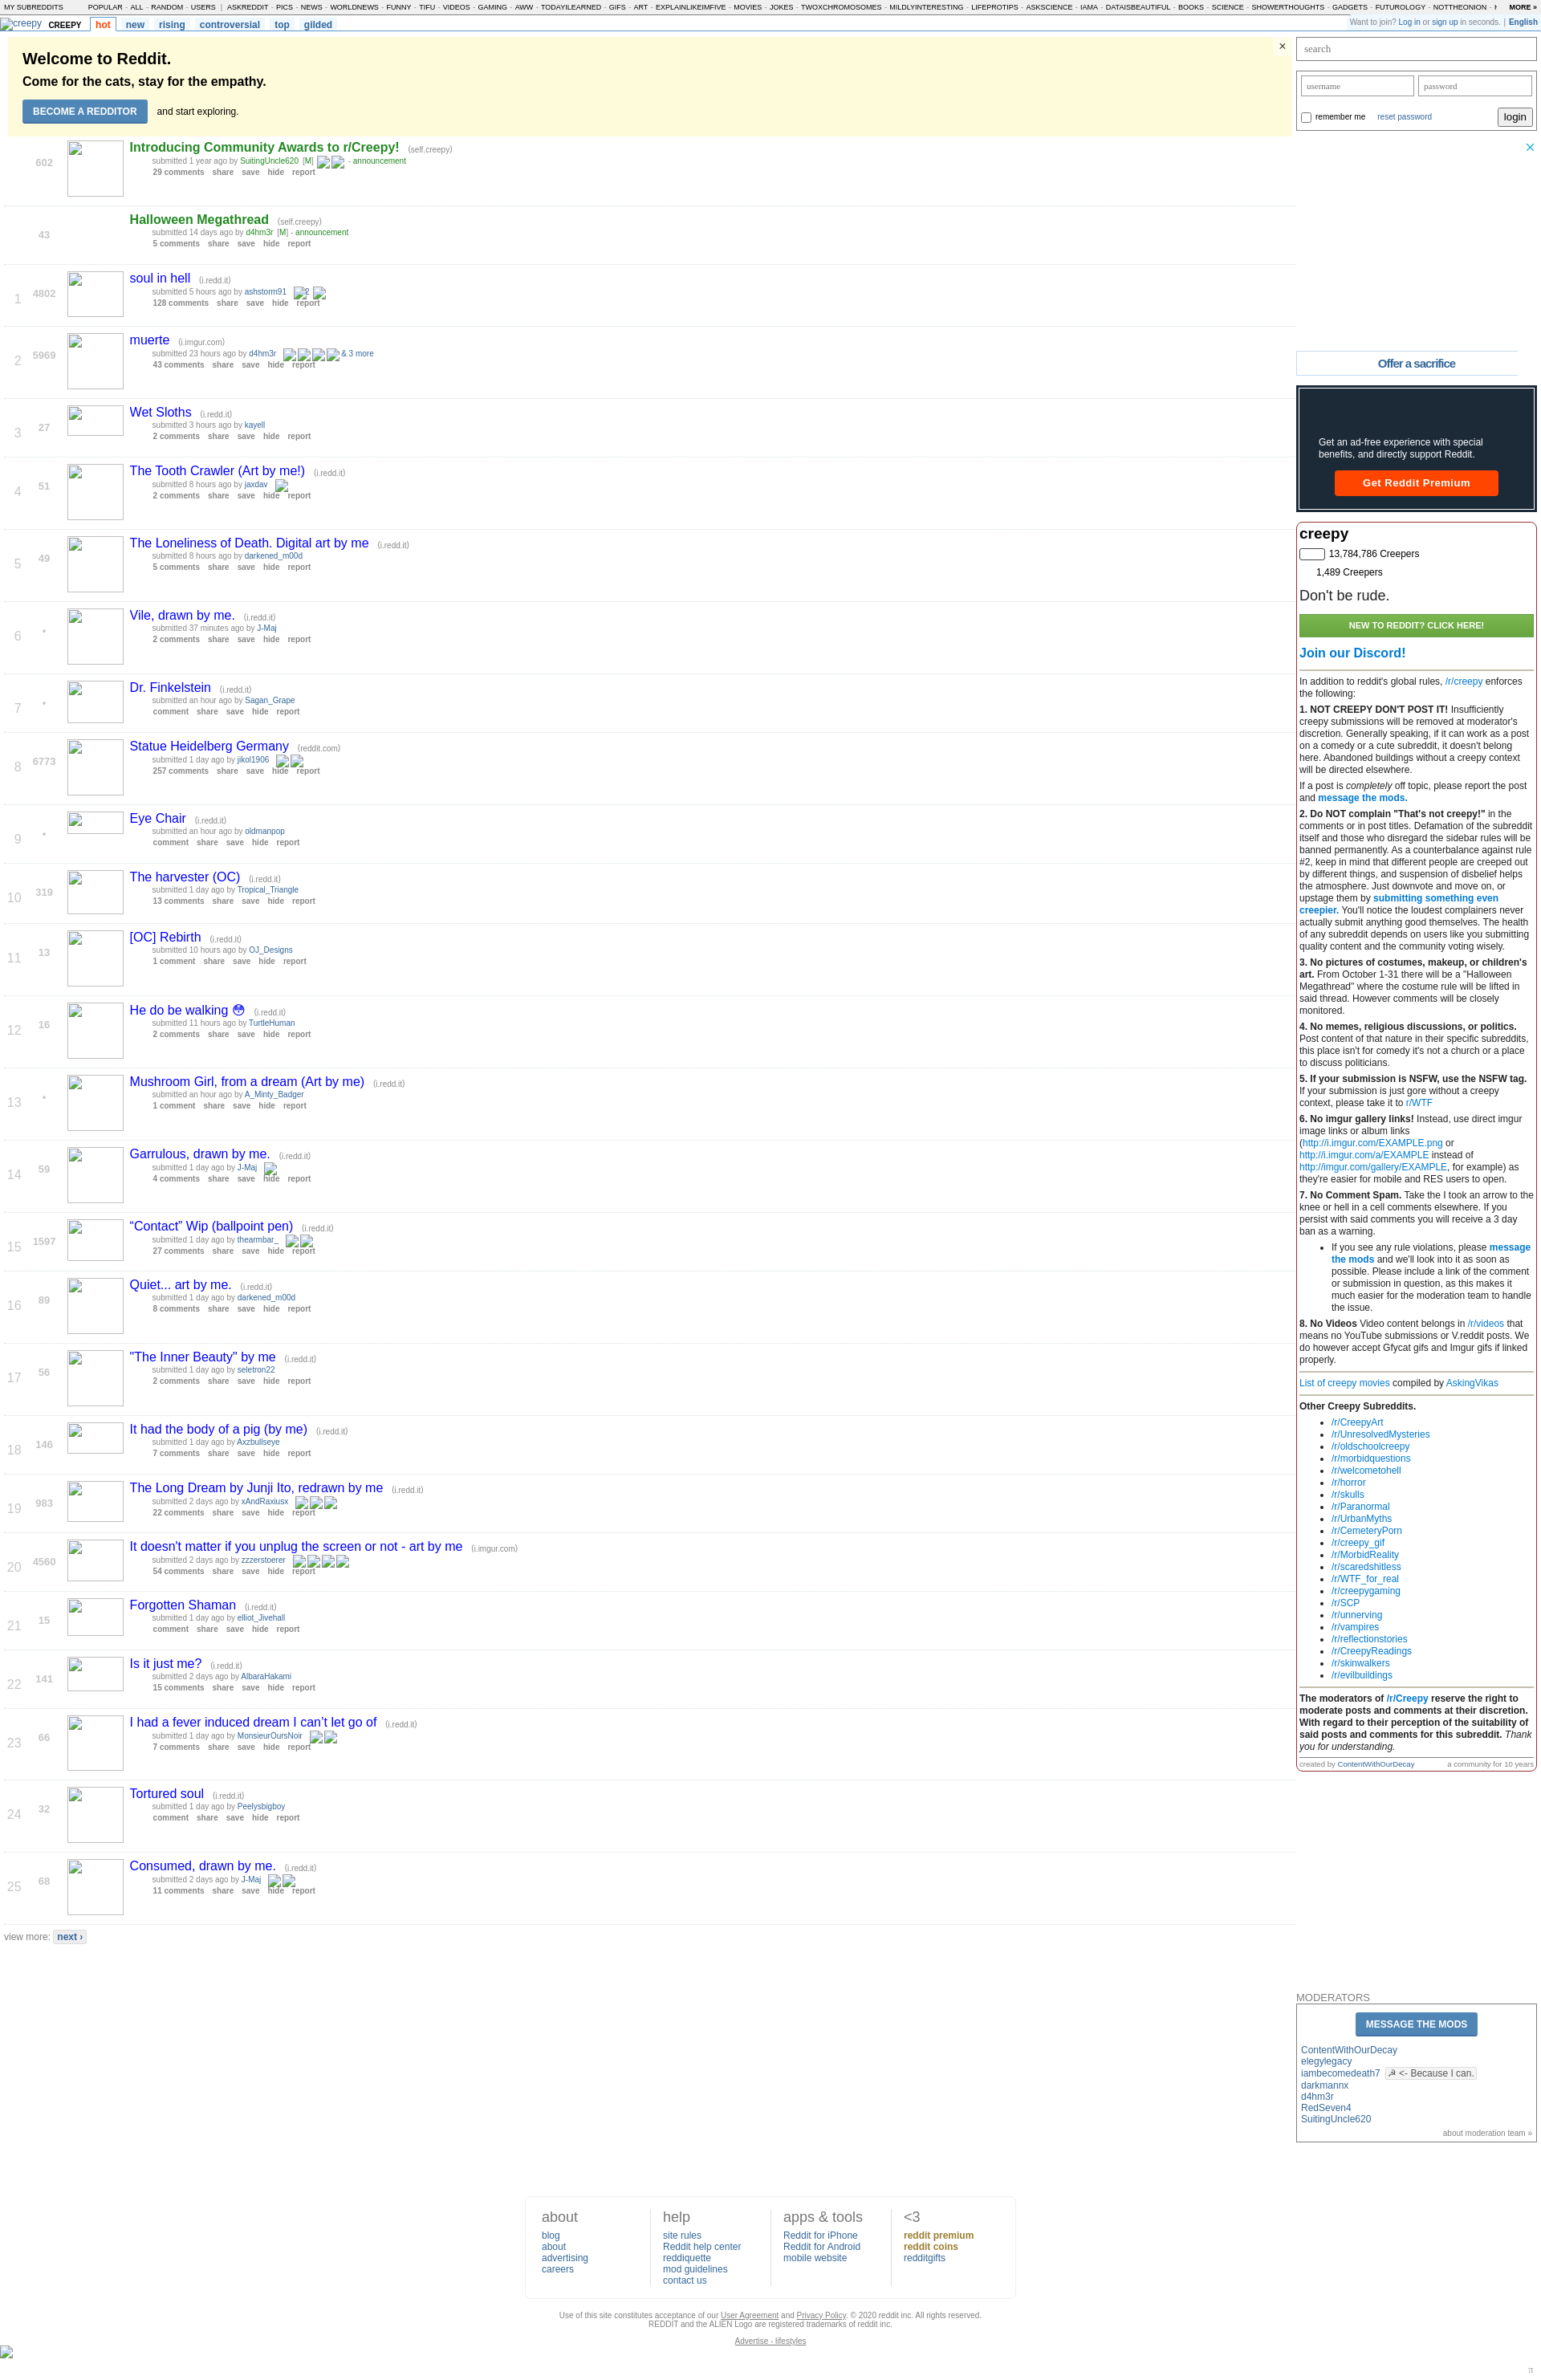 MY SUBREDDITS POPULAR - ALL - RANDOM - USERS | ASKREDDIT - PICS - NEWS - WORLDNEWS - FUNNY - TIFU - VIDEOS - GAMING - AWW - TODAYILEARNED - GIFS - ART - EXPLAINLIKEIMFIVE - MOVIES - JOKES - TWOXCHROMOSOMES - MILDLYINTERESTING - LIFEPROTIPS - ASKSCIENCE - IAMA - DATAISBEAUTIFUL - BOOKS - SCIENCE - SHOWERTHOUGHTS - GADGETS - FUTUROLOGY - NOTTHEONION - MORE »
creepy CREEPY hot new rising controversial top gilded
Want to join? Log in or sign up in seconds. | English
Welcome to Reddit.
Come for the cats, stay for the empathy.
BECOME A REDDITOR and start exploring.
×
602
Introducing Community Awards to r/Creepy! (self.creepy)
submitted 1 year ago by SuitingUncle620 [M] - announcement
29 comments share save hide report
43
Halloween Megathread (self.creepy)
submitted 14 days ago by d4hm3r [M] - announcement
5 comments share save hide report
1 4802
soul in hell (i.redd.it)
submitted 5 hours ago by ashstorm91 2
128 comments share save hide report
2 5969
muerte (i.imgur.com)
submitted 23 hours ago by d4hm3r & 3 more
43 comments share save hide report
3 27
Wet Sloths (i.redd.it)
submitted 3 hours ago by kayell
2 comments share save hide report
4 51
The Tooth Crawler (Art by me!) (i.redd.it)
submitted 8 hours ago by jaxdav
2 comments share save hide report
5 49
The Loneliness of Death. Digital art by me (i.redd.it)
submitted 8 hours ago by darkened_m00d
5 comments share save hide report
6 •
Vile, drawn by me. (i.redd.it)
submitted 37 minutes ago by J-Maj
2 comments share save hide report
7 •
Dr. Finkelstein (i.redd.it)
submitted an hour ago by Sagan_Grape
comment share save hide report
8 6773
Statue Heidelberg Germany (reddit.com)
submitted 1 day ago by jikol1906
257 comments share save hide report
9 •
Eye Chair (i.redd.it)
submitted an hour ago by oldmanpop
comment share save hide report
10 319
The harvester (OC) (i.redd.it)
submitted 1 day ago by Tropical_Triangle
13 comments share save hide report
11 13
[OC] Rebirth (i.redd.it)
submitted 10 hours ago by OJ_Designs
1 comment share save hide report
12 16
He do be walking 😳 (i.redd.it)
submitted 11 hours ago by TurtleHuman
2 comments share save hide report
13 •
Mushroom Girl, from a dream (Art by me) (i.redd.it)
submitted an hour ago by A_Minty_Badger
1 comment share save hide report
14 59
Garrulous, drawn by me. (i.redd.it)
submitted 1 day ago by J-Maj
4 comments share save hide report
15 1597
“Contact” Wip (ballpoint pen) (i.redd.it)
submitted 1 day ago by thearmbar_
27 comments share save hide report
16 89
Quiet... art by me. (i.redd.it)
submitted 1 day ago by darkened_m00d
8 comments share save hide report
17 56
"The Inner Beauty" by me (i.redd.it)
submitted 1 day ago by seletron22
2 comments share save hide report
18 146
It had the body of a pig (by me) (i.redd.it)
submitted 1 day ago by Axzbullseye
7 comments share save hide report
19 983
The Long Dream by Junji Ito, redrawn by me (i.redd.it)
submitted 2 days ago by xAndRaxiusx
22 comments share save hide report
20 4560
It doesn't matter if you unplug the screen or not - art by me (i.imgur.com)
submitted 2 days ago by zzzerstoerer
54 comments share save hide report
21 15
Forgotten Shaman (i.redd.it)
submitted 1 day ago by elliot_Jivehall
comment share save hide report
22 141
Is it just me? (i.redd.it)
submitted 2 days ago by AlbaraHakami
15 comments share save hide report
23 66
I had a fever induced dream I can’t let go of (i.redd.it)
submitted 1 day ago by MonsieurOursNoir
7 comments share save hide report
24 32
Tortured soul (i.redd.it)
submitted 1 day ago by Peelysbigboy
comment share save hide report
25 68
Consumed, drawn by me. (i.redd.it)
submitted 2 days ago by J-Maj
11 comments share save hide report
view more: next ›
search
username password
remember me reset password login
Offer a sacrifice
Get an ad-free experience with special
benefits, and directly support Reddit.
Get Reddit Premium
creepy
13,784,786 Creepers
1,489 Creepers
Don't be rude.
NEW TO REDDIT? CLICK HERE!
Join our Discord!
In addition to reddit's global rules, /r/creepy enforces
the following:
1. NOT CREEPY DON'T POST IT! Insufficiently
creepy submissions will be removed at moderator's
discretion. Generally speaking, if it can work as a post
on a comedy or a cute subreddit, it doesn't belong
here. Abandoned buildings without a creepy context
will be directed elsewhere.
If a post is completely off topic, please report the post
and message the mods.
2. Do NOT complain "That's not creepy!" in the
comments or in post titles. Defamation of the subreddit
itself and those who disregard the sidebar rules will be
banned permanently. As a counterbalance against rule
#2, keep in mind that different people are creeped out
by different things, and suspension of disbelief helps
the atmosphere. Just downvote and move on, or
upstage them by submitting something even
creepier. You'll notice the loudest complainers never
actually submit anything good themselves. The health
of any subreddit depends on users like you submitting
quality content and the community voting wisely.
3. No pictures of costumes, makeup, or children's
art. From October 1-31 there will be a "Halloween
Megathread" where the costume rule will be lifted in
said thread. However comments will be closely
monitored.
4. No memes, religious discussions, or politics.
Post content of that nature in their specific subreddits,
this place isn't for comedy it's not a church or a place
to discuss politicians.
5. If your submission is NSFW, use the NSFW tag.
If your submission is just gore without a creepy
context, please take it to r/WTF
6. No imgur gallery links! Instead, use direct imgur
image links or album links
(http://i.imgur.com/EXAMPLE.png or
http://i.imgur.com/a/EXAMPLE instead of
http://imgur.com/gallery/EXAMPLE, for example) as
they're easier for mobile and RES users to open.
7. No Comment Spam. Take the I took an arrow to the
knee or hell in a cell comments elsewhere. If you
persist with said comments you will receive a 3 day
ban as a warning.
• If you see any rule violations, please message
the mods and we'll look into it as soon as
possible. Please include a link of the comment
or submission in question, as this makes it
much easier for the moderation team to handle
the issue.
8. No Videos Video content belongs in /r/videos that
means no YouTube submissions or V.reddit posts. We
do however accept Gfycat gifs and Imgur gifs if linked
properly.
List of creepy movies compiled by AskingVikas
Other Creepy Subreddits.
• /r/CreepyArt
• /r/UnresolvedMysteries
• /r/oldschoolcreepy
• /r/morbidquestions
• /r/welcometohell
• /r/horror
• /r/skulls
• /r/Paranormal
• /r/UrbanMyths
• /r/CemeteryPorn
• /r/creepy_gif
• /r/MorbidReality
• /r/scaredshitless
• /r/WTF_for_real
• /r/creepygaming
• /r/SCP
• /r/unnerving
• /r/vampires
• /r/reflectionstories
• /r/CreepyReadings
• /r/skinwalkers
• /r/evilbuildings
The moderators of /r/Creepy reserve the right to
moderate posts and comments at their discretion.
With regard to their perception of the suitability of
said posts and comments for this subreddit. Thank
you for understanding.
created by ContentWithOurDecay a community for 10 years
MODERATORS
MESSAGE THE MODS
ContentWithOurDecay
elegylegacy
iambecomedeath7 ☭ <- Because I can.
darkmannx
d4hm3r
RedSeven4
SuitingUncle620
about moderation team »
about
blog
about
advertising
careers
help
site rules
Reddit help center
reddiquette
mod guidelines
contact us
apps & tools
Reddit for iPhone
Reddit for Android
mobile website
<3
reddit premium
reddit coins
redditgifts
Use of this site constitutes acceptance of our User Agreement and Privacy Policy. © 2020 reddit inc. All rights reserved.
REDDIT and the ALIEN Logo are registered trademarks of reddit inc.
Advertise - lifestyles
π